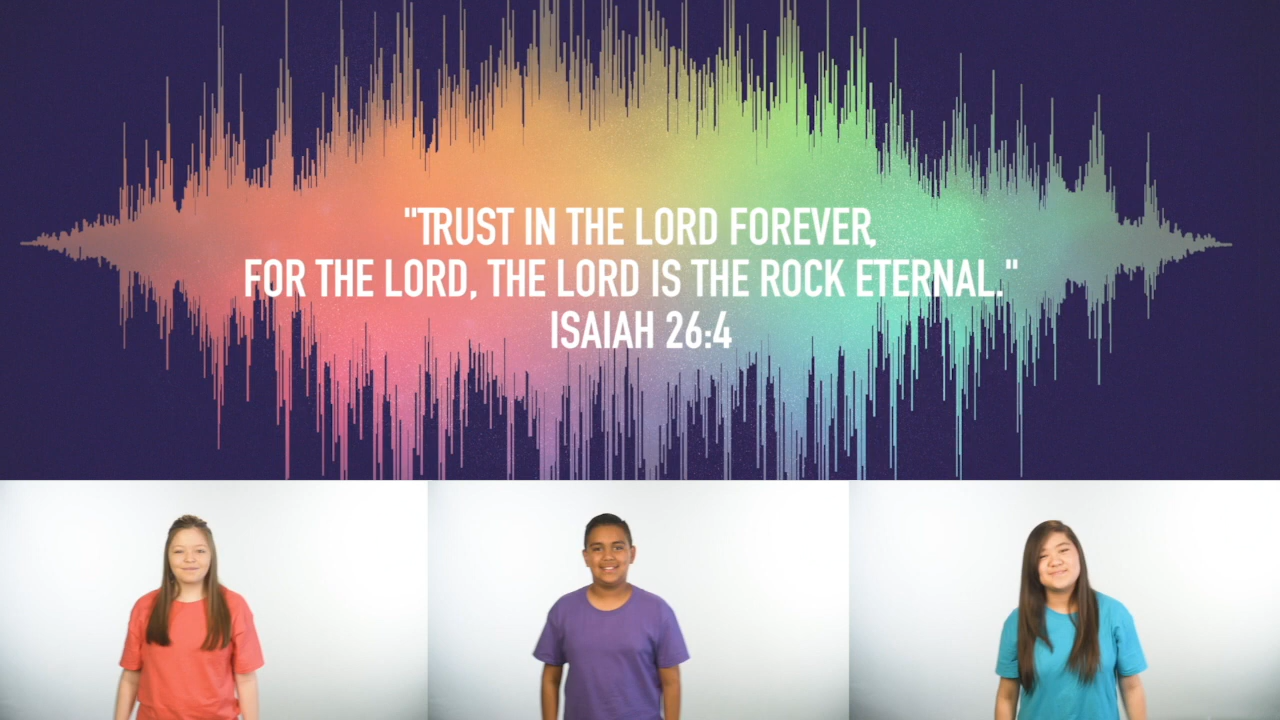 "TRUST IN THE LORD FOREVER,
FOR THE LORD, THE LORD IS THE ROCK ETERNAL."
ISAIAH 26:4